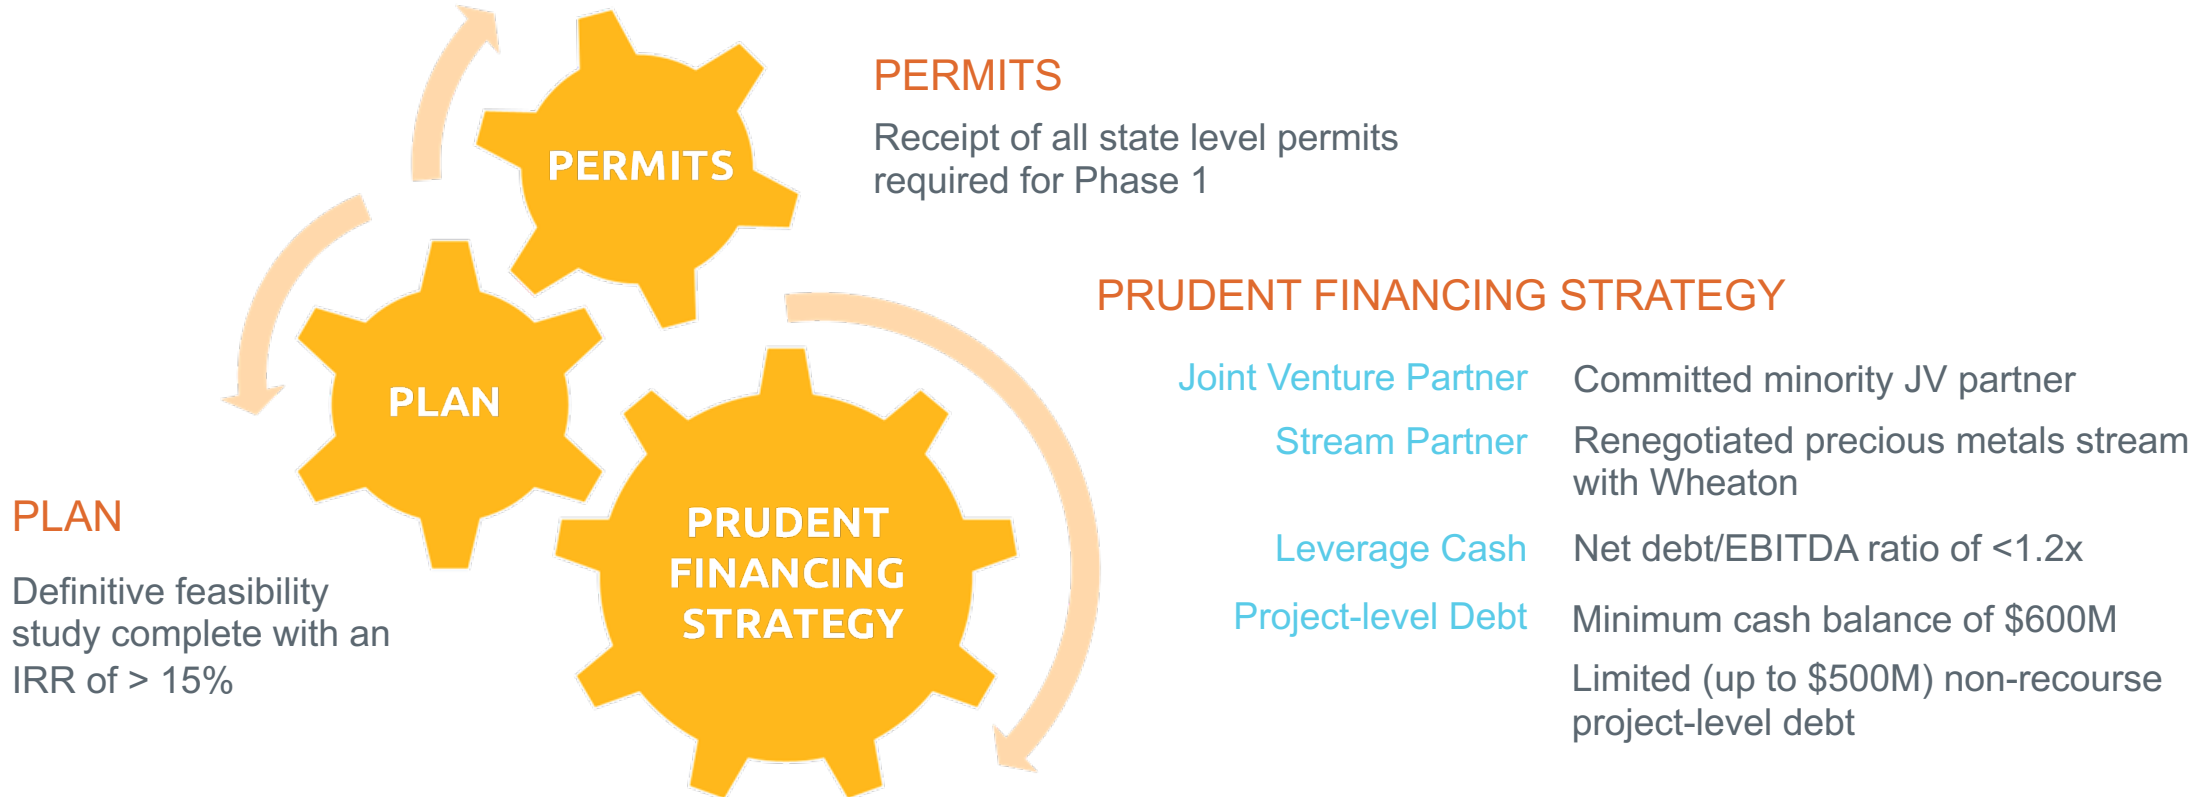 PERMITS
PERMITS
Receipt of all state level permits
required for Phase 1
PLAN
PLAN
Definitive feasibility
study complete with an
IRR of > 15%
PRUDENT
FINANCING
STRATEGY
PRUDENT FINANCING STRATEGY
Joint Venture Partner
Committed minority JV partner
Stream Partner
Renegotiated precious metals stream
with Wheaton
Leverage Cash
Net debt/EBITDA ratio of <1.2x
Project-level Debt
Minimum cash balance of $600M
Limited (up to $500M) non-recourse
project-level debt